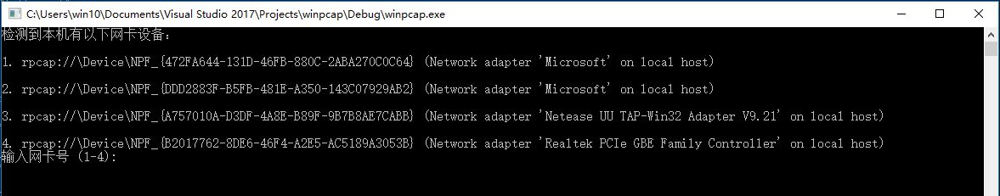 C:\Users\win10\Documents\Visual Studio 2017\Projects\winpcap\Debug\winpcap.exe
检测到本机有以下网卡设备：
1. rpcap://\Device\NPF_{472FA644-131D-46FB-880C-2ABA270C0C64} (Network adapter 'Microsoft' on local host)
2. rpcap://\Device\NPF_{DDD2883F-B5FB-481E-A350-143C07929AB2} (Network adapter 'Microsoft' on local host)
3. rpcap://\Device\NPF_{A757010A-D3DF-4A8E-B89F-9B7B8AE7CABB} (Network adapter 'Netease UU TAP-Win32 Adapter V9.21' on local host)
4. rpcap://\Device\NPF_{B2017762-8DE6-46F4-A2E5-AC5189A3053B} (Network adapter 'Realtek PCIe GBE Family Controller' on local host)
输入网卡号 (1-4):